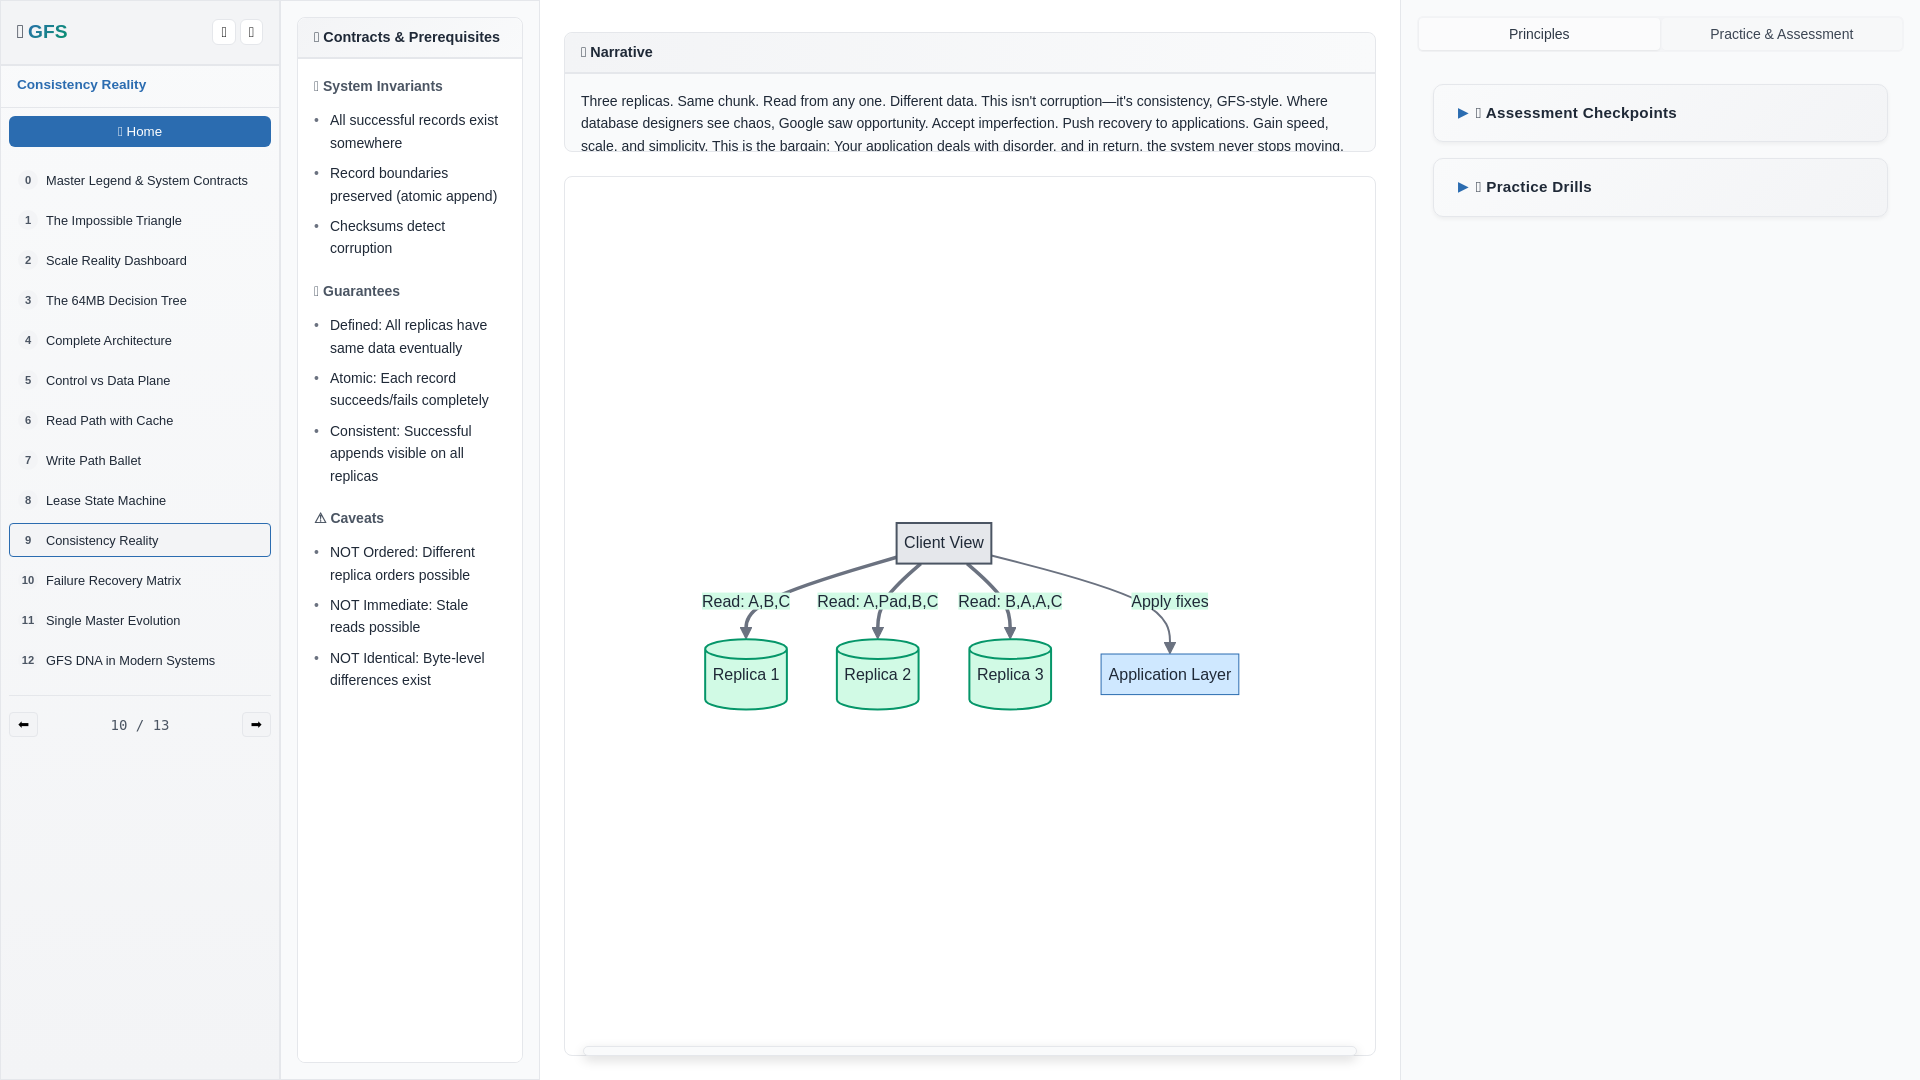 GFS
Consistency Reality
Home
0 Master Legend & System Contracts
1 The Impossible Triangle
2 Scale Reality Dashboard
3 The 64MB Decision Tree
4 Complete Architecture
5 Control vs Data Plane
6 Read Path with Cache
7 Write Path Ballet
8 Lease State Machine
9 Consistency Reality
10 Failure Recovery Matrix
11 Single Master Evolution
12 GFS DNA in Modern Systems
⬅ 10 / 13 ➡
Contracts & Prerequisites
System Invariants
• All successful records exist
somewhere
• Record boundaries
preserved (atomic append)
• Checksums detect
corruption
Guarantees
• Defined: All replicas have
same data eventually
• Atomic: Each record
succeeds/fails completely
• Consistent: Successful
appends visible on all
replicas
⚠ Caveats
• NOT Ordered: Different
replica orders possible
• NOT Immediate: Stale
reads possible
• NOT Identical: Byte-level
differences exist
Narrative
Three replicas. Same chunk. Read from any one. Different data. This isn't corruption—it's consistency, GFS-style. Where
database designers see chaos, Google saw opportunity. Accept imperfection. Push recovery to applications. Gain speed,
scale, and simplicity. This is the bargain: Your application deals with disorder, and in return, the system never stops moving.
Client View
Read: A,B,C
Read: A,Pad,B,C
Read: B,A,A,C
Apply fixes
Replica 1
Replica 2
Replica 3
Application Layer
Principles
Practice & Assessment
▶ Assessment Checkpoints
▶ Practice Drills